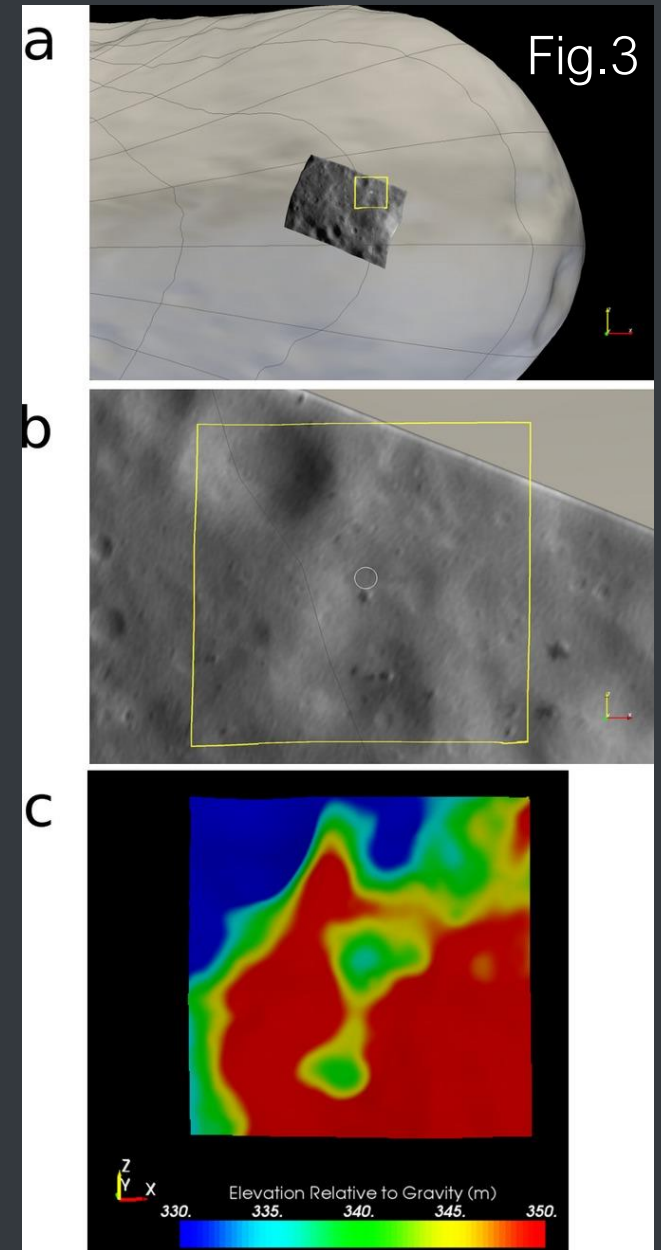 a
Fig.3
b
c
Z
Y X
Elevation Relative to Gravity (m)
330. 335. 340. 345. 350.